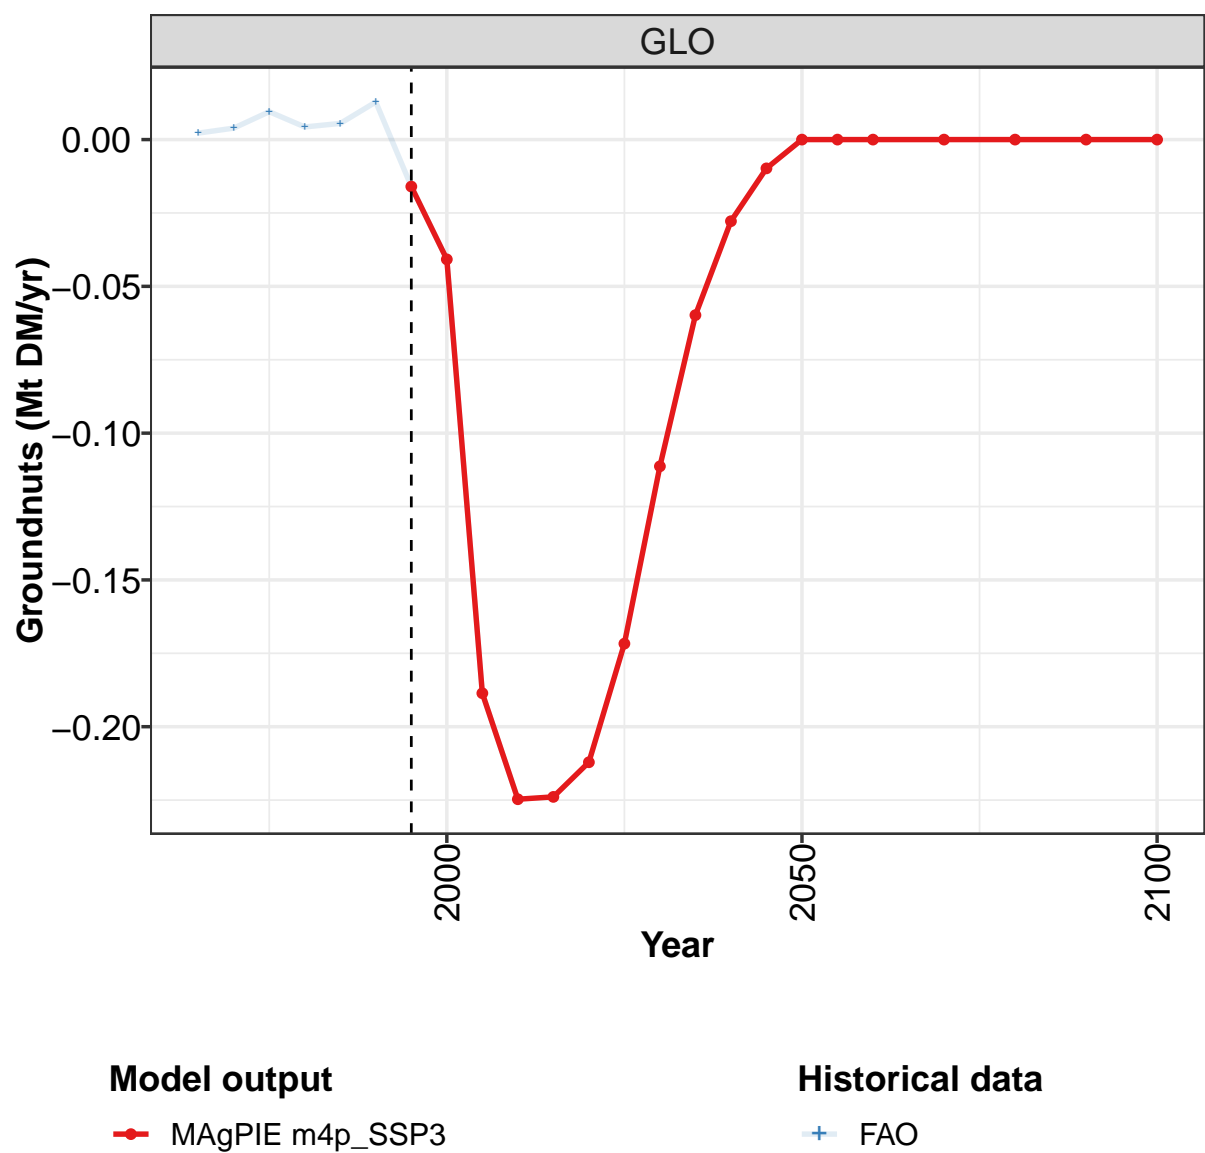 GLO
0.00
−0.05
−0.10
−0.15
−0.20
Groundnuts (Mt DM/yr)
2000
2050
2100
Year
Model output
MAgPIE m4p_SSP3
Historical data
FAO